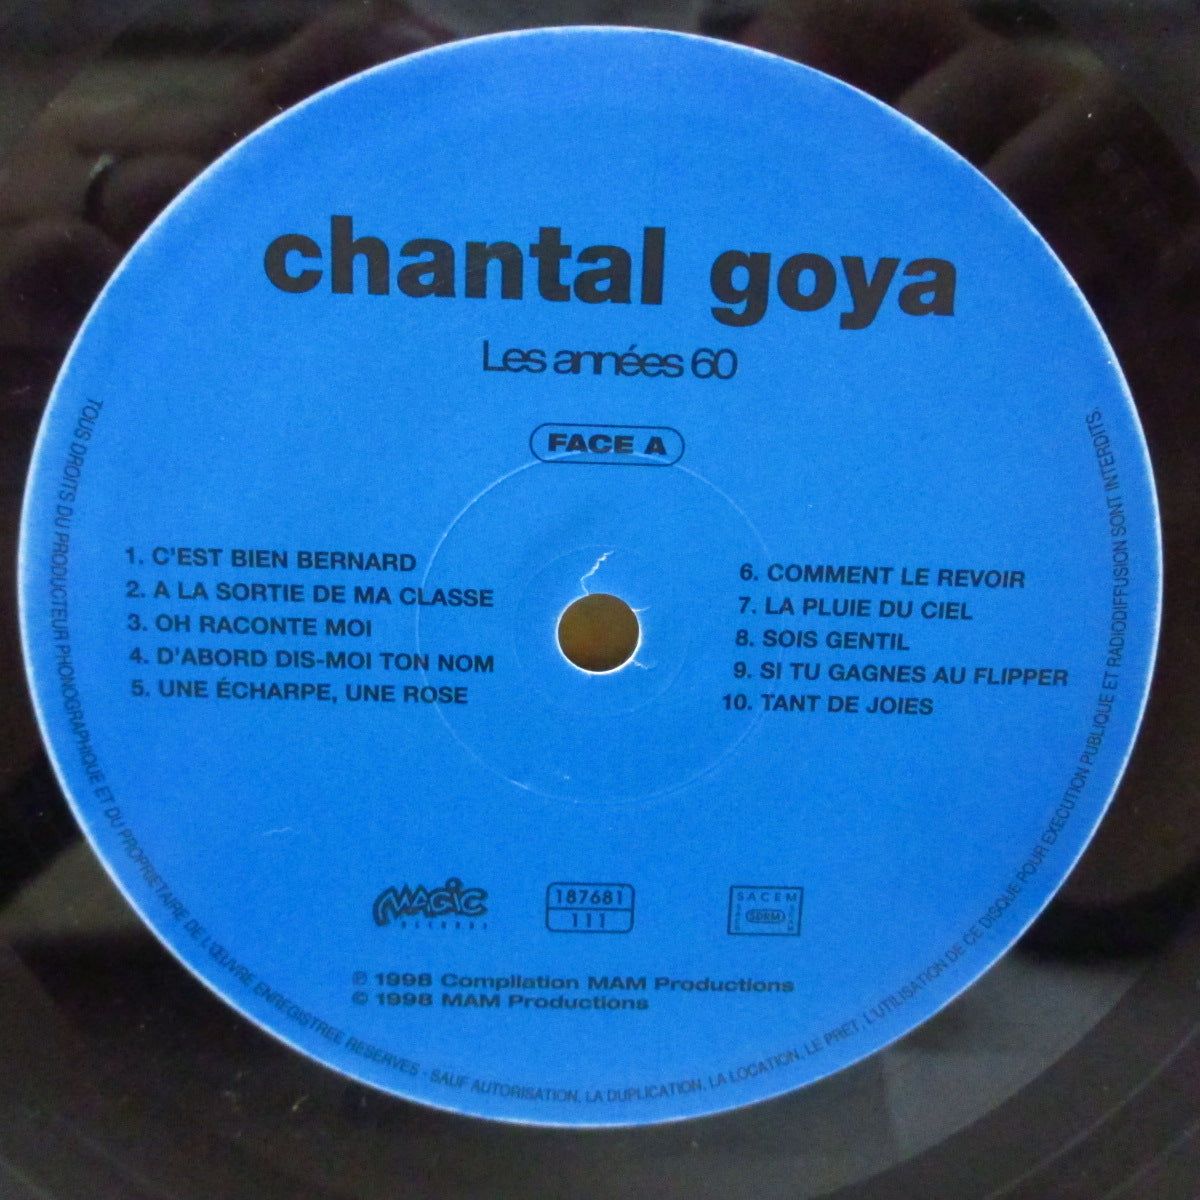 chantal goya
Les années 60
FACE A
1. C'EST BIEN BERNARD
2. A LA SORTIE DE MA CLASSE
3. OH RACONTE MOI
4. D'ABORD DIS-MOI TON NOM
5. UNE ÉCHARPE, UNE ROSE
6. COMMENT LE REVOIR
7. LA PLUIE DU CIEL
8. SOIS GENTIL
9. SI TU GAGNES AU FLIPPER
10. TANT DE JOIES
MAGIC
RECORDS
187681
111
SACEM
SACD
SDRM
SCAM
℗ 1998 Compilation MAM Productions
© 1998 MAM Productions
TOUS DROITS DU PRODUCTEUR PHONOGRAPHIQUE ET DU PROPRIETAIRE DE L'ŒUVRE ENREGISTREE RESERVES - SAUF AUTORISATION, LA DUPLICATION, LA LOCATION, LE PRET, L'UTILISATION DE CE DISQUE POUR EXECUTION PUBLIQUE ET RADIODIFFUSION SONT INTERDITS.